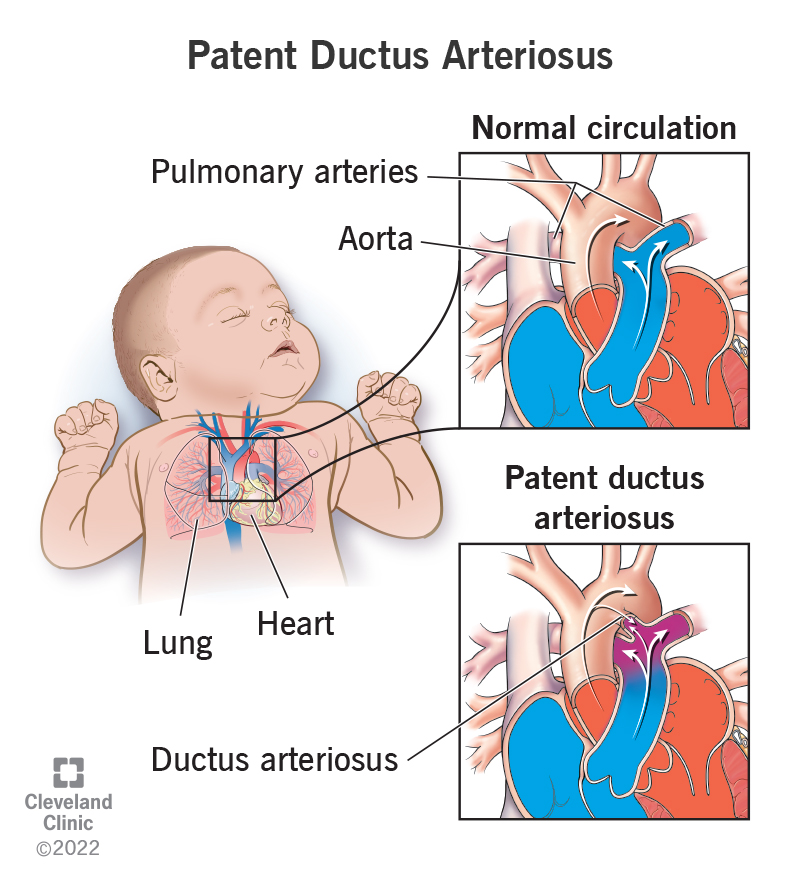 Patent Ductus Arteriosus
Normal circulation
Pulmonary arteries
Aorta
Patent ductus
arteriosus
Lung
Heart
Ductus arteriosus
Cleveland
Clinic
©2022